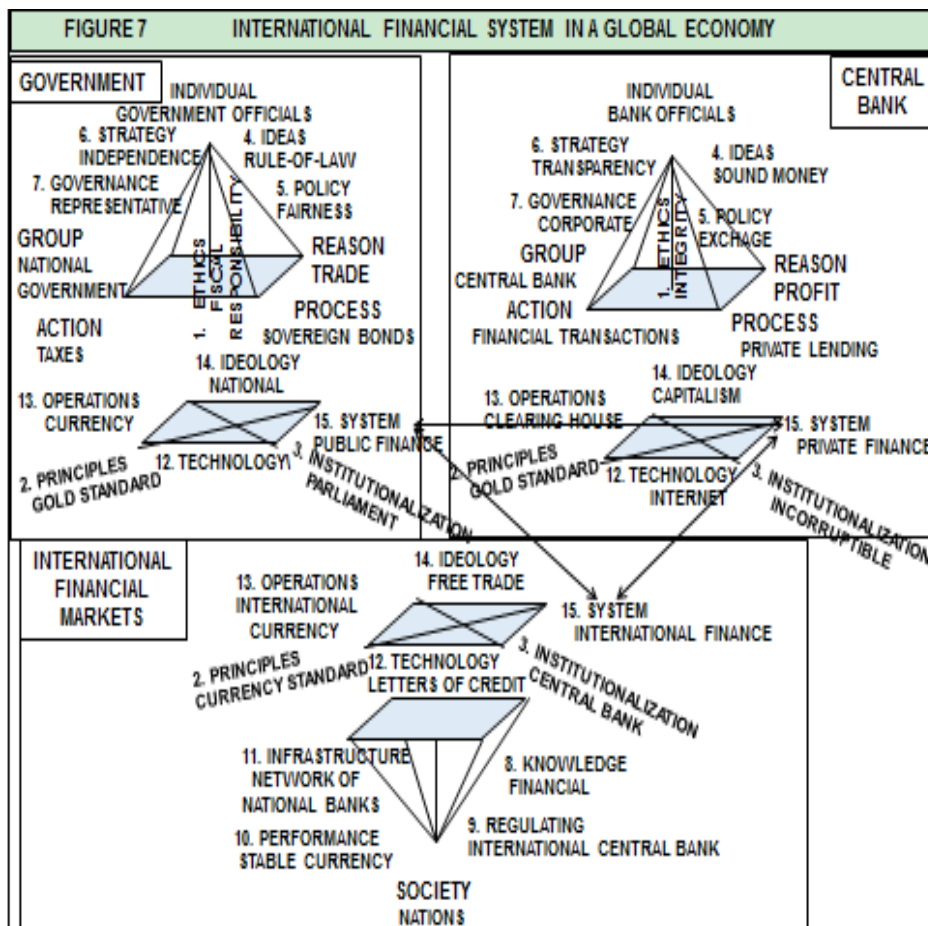 FIGURE 7 INTERNATIONAL FINANCIAL SYSTEM IN A GLOBAL ECONOMY
GOVERNMENT
INDIVIDUAL
GOVERNMENT OFFICIALS
6. STRATEGY
INDEPENDENCE
4. IDEAS
RULE-OF-LAW
7. GOVERNANCE
REPRESENTATIVE
5. POLICY
FAIRNESS
GROUP
NATIONAL
GOVERNMENT
1. ETHICS
FISCAL
RESPONSIBILITY
REASON
TRADE
ACTION
TAXES
PROCESS
SOVEREIGN BONDS
14. IDEOLOGY
NATIONAL
13. OPERATIONS
CURRENCY
15. SYSTEM
PUBLIC FINANCE
12. TECHNOLOGY\
2. PRINCIPLES
GOLD STANDARD
3. INSTITUTIONALIZATION
PARLIAMENT
CENTRAL
BANK
INDIVIDUAL
BANK OFFICIALS
6. STRATEGY
TRANSPARENCY
4. IDEAS
SOUND MONEY
7. GOVERNANCE
CORPORATE
5. POLICY
EXCHAGE
GROUP
CENTRAL BANK
1. ETHICS
INTEGRITY
REASON
PROFIT
ACTION
FINANCIAL TRANSACTIONS
PROCESS
PRIVATE LENDING
14. IDEOLOGY
CAPITALISM
13. OPERATIONS
CLEARING HOUSE
15. SYSTEM
PRIVATE FINANCE
2. PRINCIPLES
GOLD STANDARD
12. TECHNOLOGY
INTERNET
3. INSTITUTIONALIZATION
INCORRUPTIBLE
INTERNATIONAL
FINANCIAL
MARKETS
14. IDEOLOGY
FREE TRADE
13. OPERATIONS
INTERNATIONAL
CURRENCY
15. SYSTEM
INTERNATIONAL FINANCE
2. PRINCIPLES
CURRENCY STANDARD
12. TECHNOLOGY
LETTERS OF CREDIT
3. INSTITUTIONALIZATION
CENTRAL BANK
11. INFRASTRUCTURE
NETWORK OF
NATIONAL BANKS
8. KNOWLEDGE
FINANCIAL
10. PERFORMANCE
STABLE CURRENCY
9. REGULATING
INTERNATIONAL CENTRAL BANK
SOCIETY
NATIONS